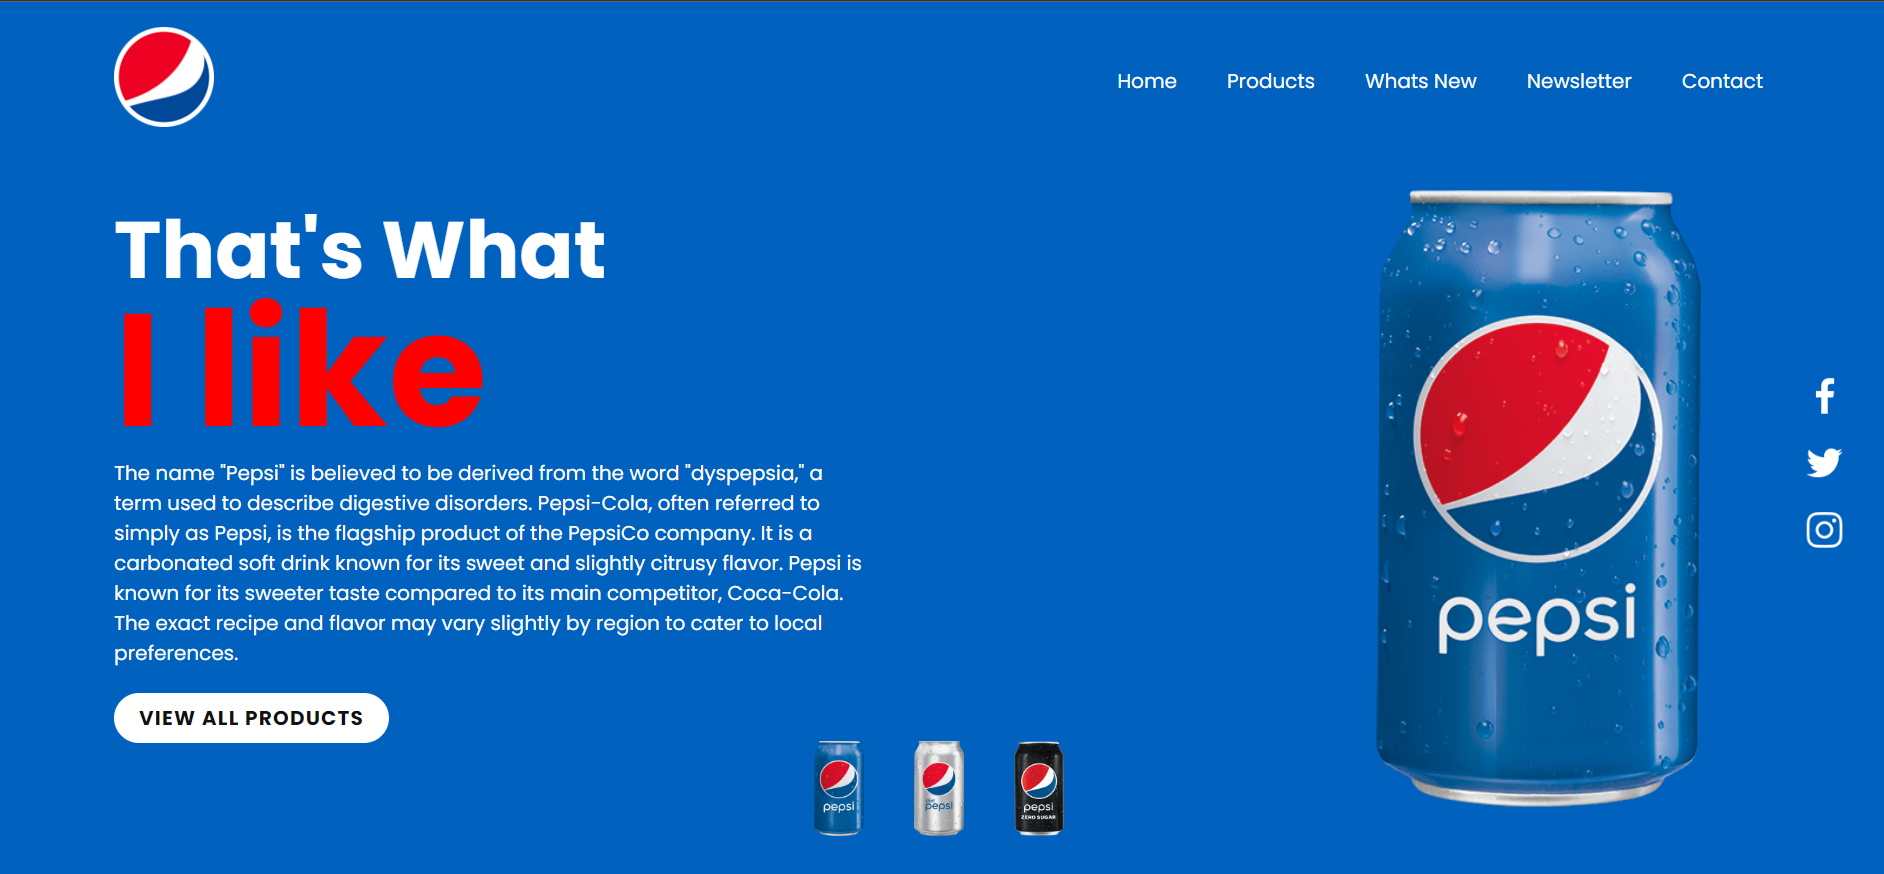 Home Products Whats New Newsletter Contact
That's What
I like
The name "Pepsi" is believed to be derived from the word "dyspepsia," a
term used to describe digestive disorders. Pepsi-Cola, often referred to
simply as Pepsi, is the flagship product of the PepsiCo company. It is a
carbonated soft drink known for its sweet and slightly citrusy flavor. Pepsi is
known for its sweeter taste compared to its main competitor, Coca-Cola.
The exact recipe and flavor may vary slightly by region to cater to local
preferences.
VIEW ALL PRODUCTS
pepsi
pepsi
pepsi
pepsi
ZERO SUGAR